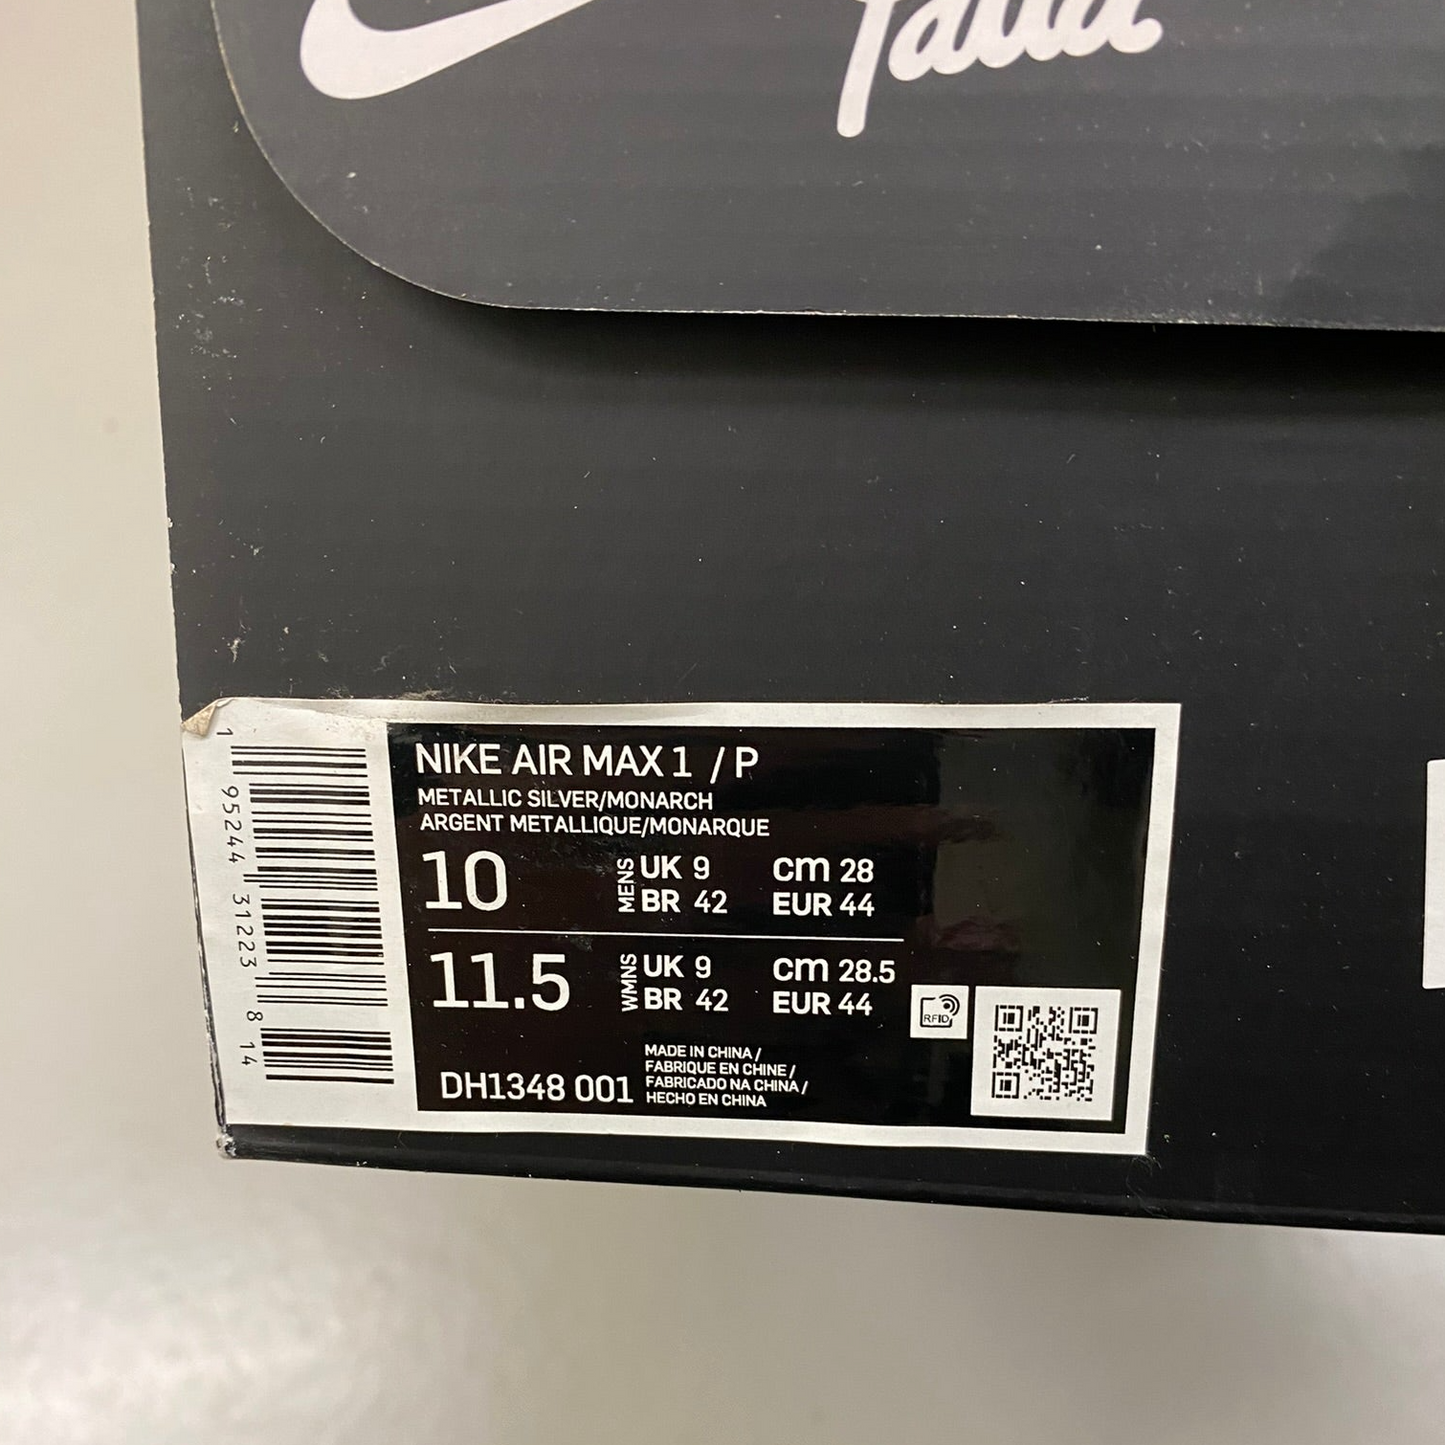 Patta
NIKE AIR MAX 1 / P
METALLIC SILVER/MONARCH
ARGENT METALLIQUE/MONARQUE
10 MENS UK 9 cm 28
BR 42 EUR 44
11.5 WMNS UK 9 cm 28.5
BR 42 EUR 44
RFID
DH1348 001
MADE IN CHINA /
FABRIQUE EN CHINE /
FABRICADO NA CHINA /
HECHO EN CHINA
1 95244 31223 8 14